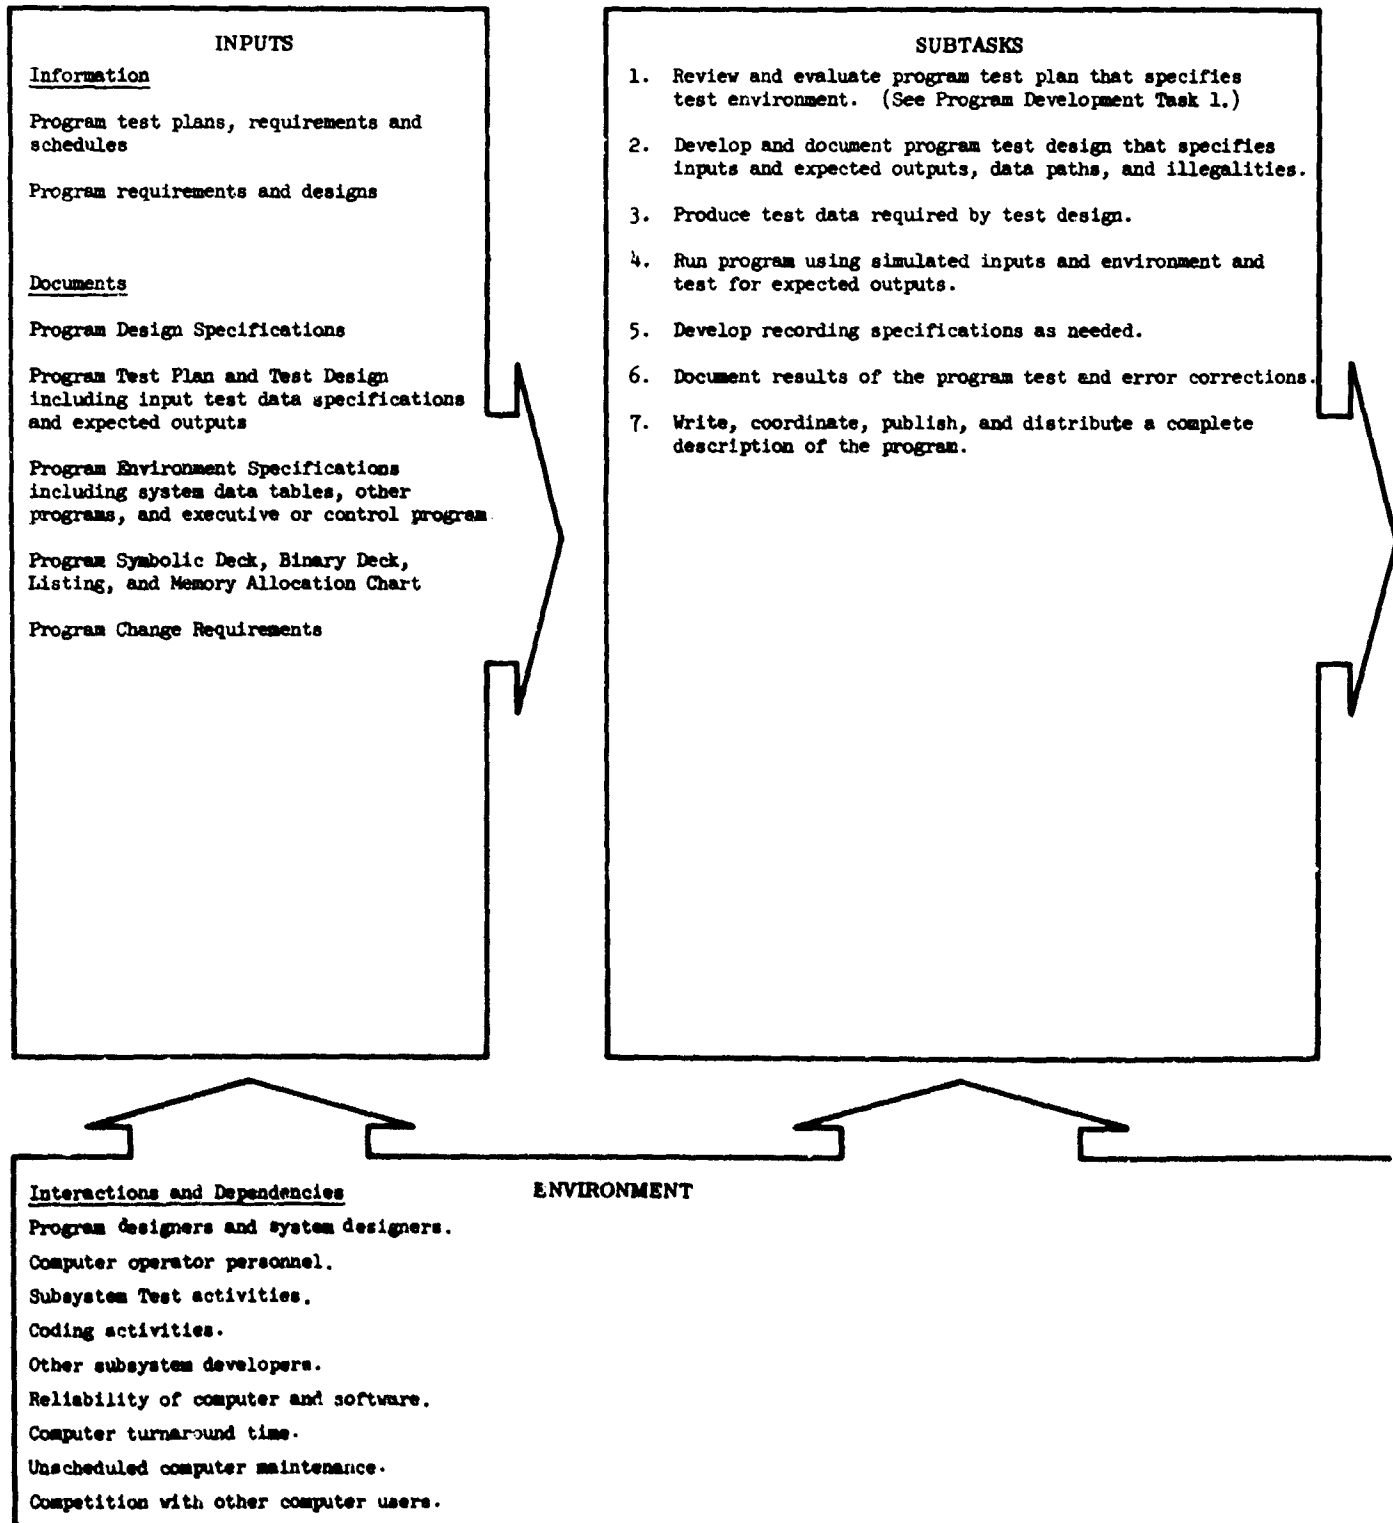 INPUTS
Information
Program test plans, requirements and
schedules
Program requirements and designs
Documents
Program Design Specifications
Program Test Plan and Test Design
including input test data specifications
and expected outputs
Program Environment Specifications
including system data tables, other
programs, and executive or control program
Program Symbolic Deck, Binary Deck,
Listing, and Memory Allocation Chart
Program Change Requirements
SUBTASKS
1. Review and evaluate program test plan that specifies
test environment. (See Program Development Task 1.)
2. Develop and document program test design that specifies
inputs and expected outputs, data paths, and illegalities.
3. Produce test data required by test design.
4. Run program using simulated inputs and environment and
test for expected outputs.
5. Develop recording specifications as needed.
6. Document results of the program test and error corrections.
7. Write, coordinate, publish, and distribute a complete
description of the program.
ENVIRONMENT
Interactions and Dependencies
Program designers and system designers.
Computer operator personnel.
Subsystem Test activities.
Coding activities.
Other subsystem developers.
Reliability of computer and software.
Computer turnaround time.
Unscheduled computer maintenance.
Competition with other computer users.